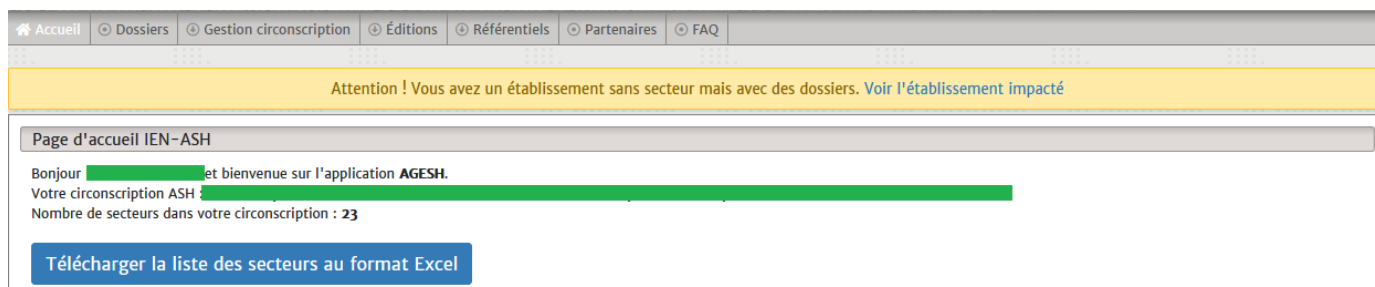 Accueil Dossiers Gestion circonscription Éditions Référentiels Partenaires FAQ
Attention ! Vous avez un établissement sans secteur mais avec des dossiers. Voir l'établissement impacté
Page d'accueil IEN-ASH
Bonjour et bienvenue sur l'application AGESH.
Votre circonscription ASH :
Nombre de secteurs dans votre circonscription : 23
Télécharger la liste des secteurs au format Excel